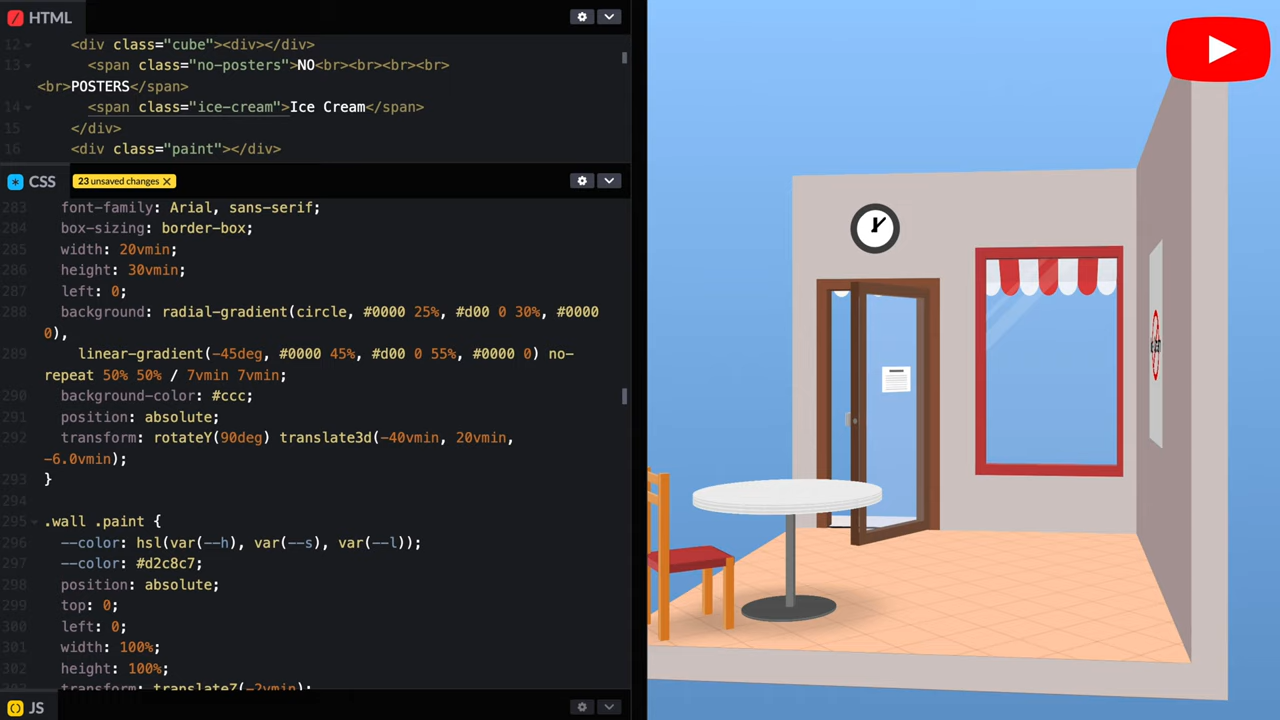 HTML
12 <div class="cube"><div></div>
13 <span class="no-posters">NO<br><br><br><br>
<br>POSTERS</span>
14 <span class="ice-cream">Ice Cream</span>
15 </div>
16 <div class="paint"></div>
CSS
23 unsaved changes ×
283 font-family: Arial, sans-serif;
284 box-sizing: border-box;
285 width: 20vmin;
286 height: 30vmin;
287 left: 0;
288 background: radial-gradient(circle, #0000 25%, #d00 0 30%, #0000
0),
289 linear-gradient(-45deg, #0000 45%, #d00 0 55%, #0000 0) no-
repeat 50% 50% / 7vmin 7vmin;
290 background-color: #ccc;
291 position: absolute;
292 transform: rotateY(90deg) translate3d(-40vmin, 20vmin,
-6.0vmin);
293 }
294
295 .wall .paint {
296 --color: hsl(var(--h), var(--s), var(--l));
297 --color: #d2c8c7;
298 position: absolute;
299 top: 0;
300 left: 0;
301 width: 100%;
302 height: 100%;
303 transform: translateZ(-2vmin);
JS